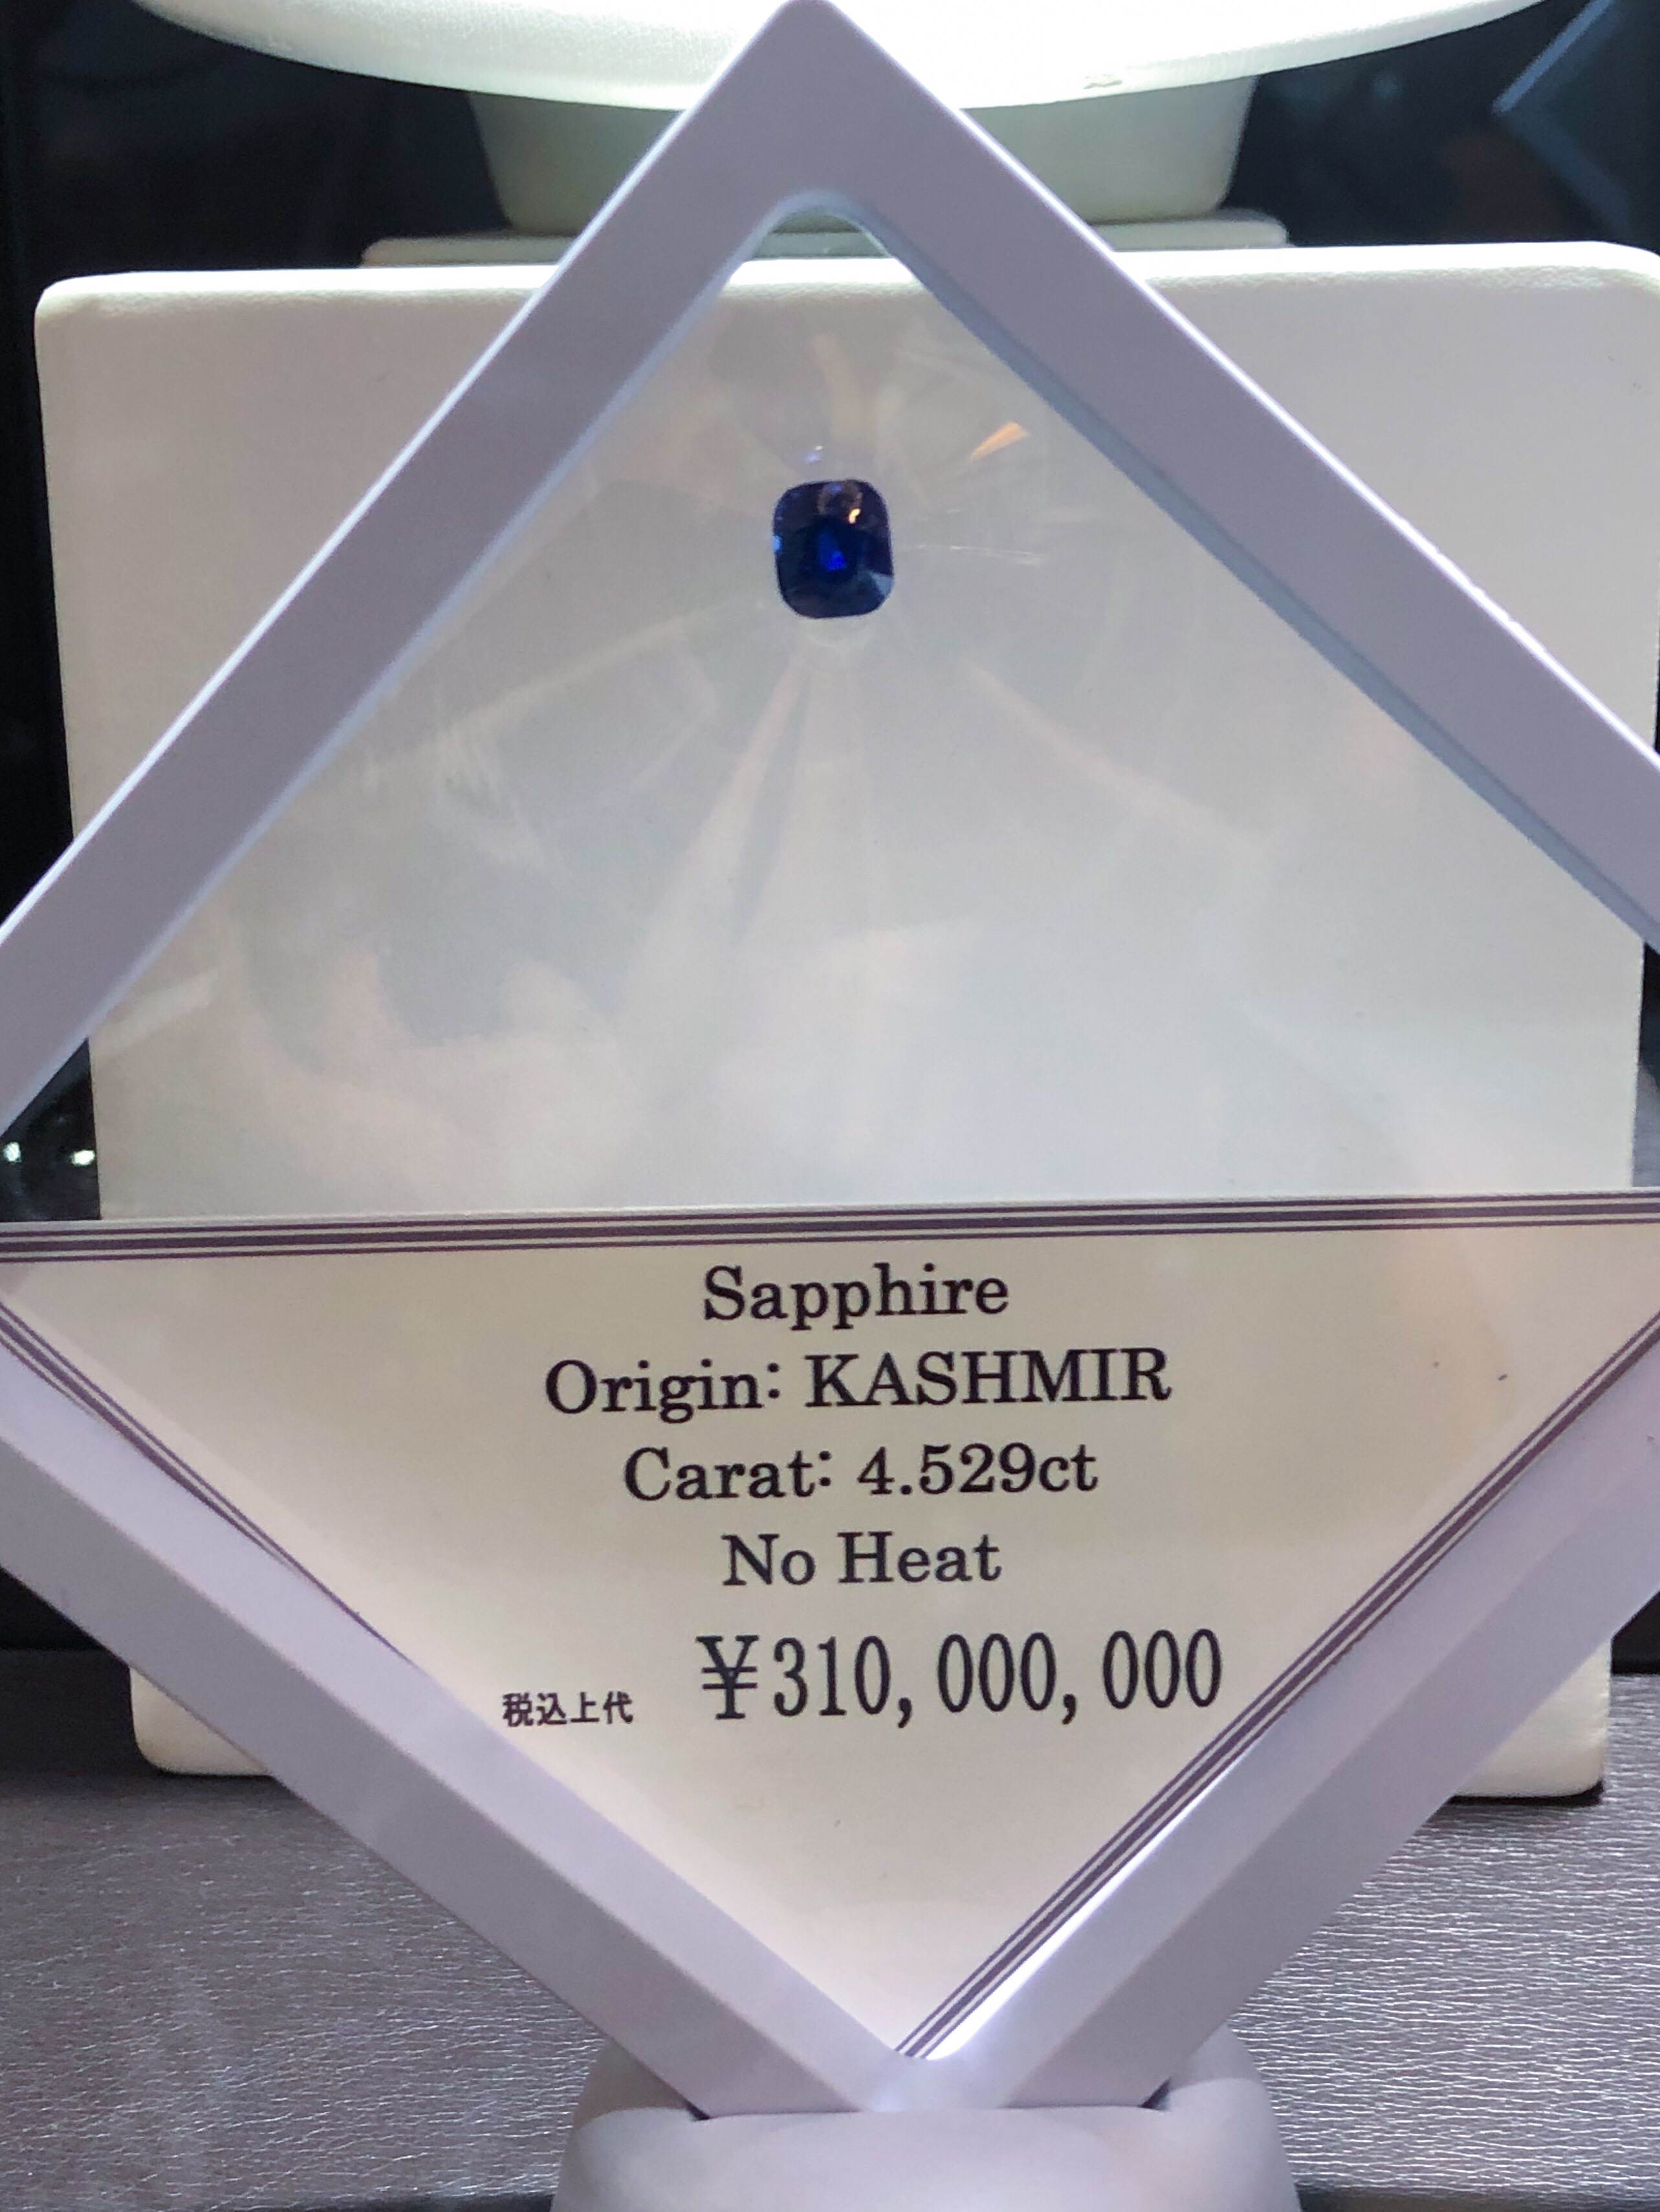 Sapphire
Origin: KASHMIR
Carat: 4.529ct
No Heat
税込上代 ¥310,000,000